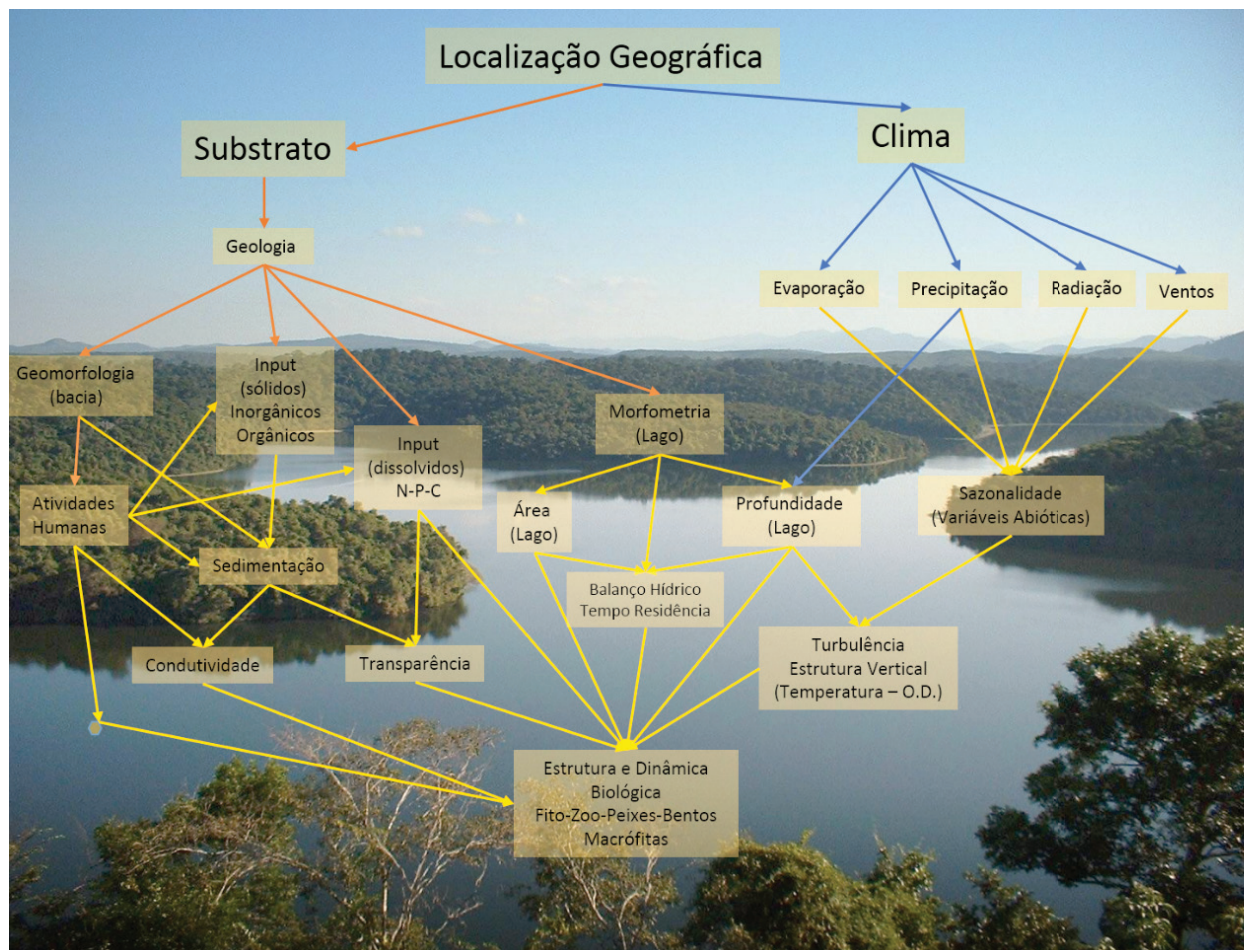 Localização Geográfica
Substrato
Clima
Geologia
Evaporação
Precipitação
Radiação
Ventos
Geomorfologia
(bacia)
Input
(sólidos)
Inorgânicos
Orgânicos
Input
(dissolvidos)
N-P-C
Morfometria
(Lago)
Atividades
Humanas
Área
(Lago)
Profundidade
(Lago)
Sazonalidade
(Variáveis Abióticas)
Sedimentação
Balanço Hídrico
Tempo Residência
Condutividade
Transparência
Turbulência
Estrutura Vertical
(Temperatura – O.D.)
Estrutura e Dinâmica
Biológica
Fito-Zoo-Peixes-Bentos
Macrófitas